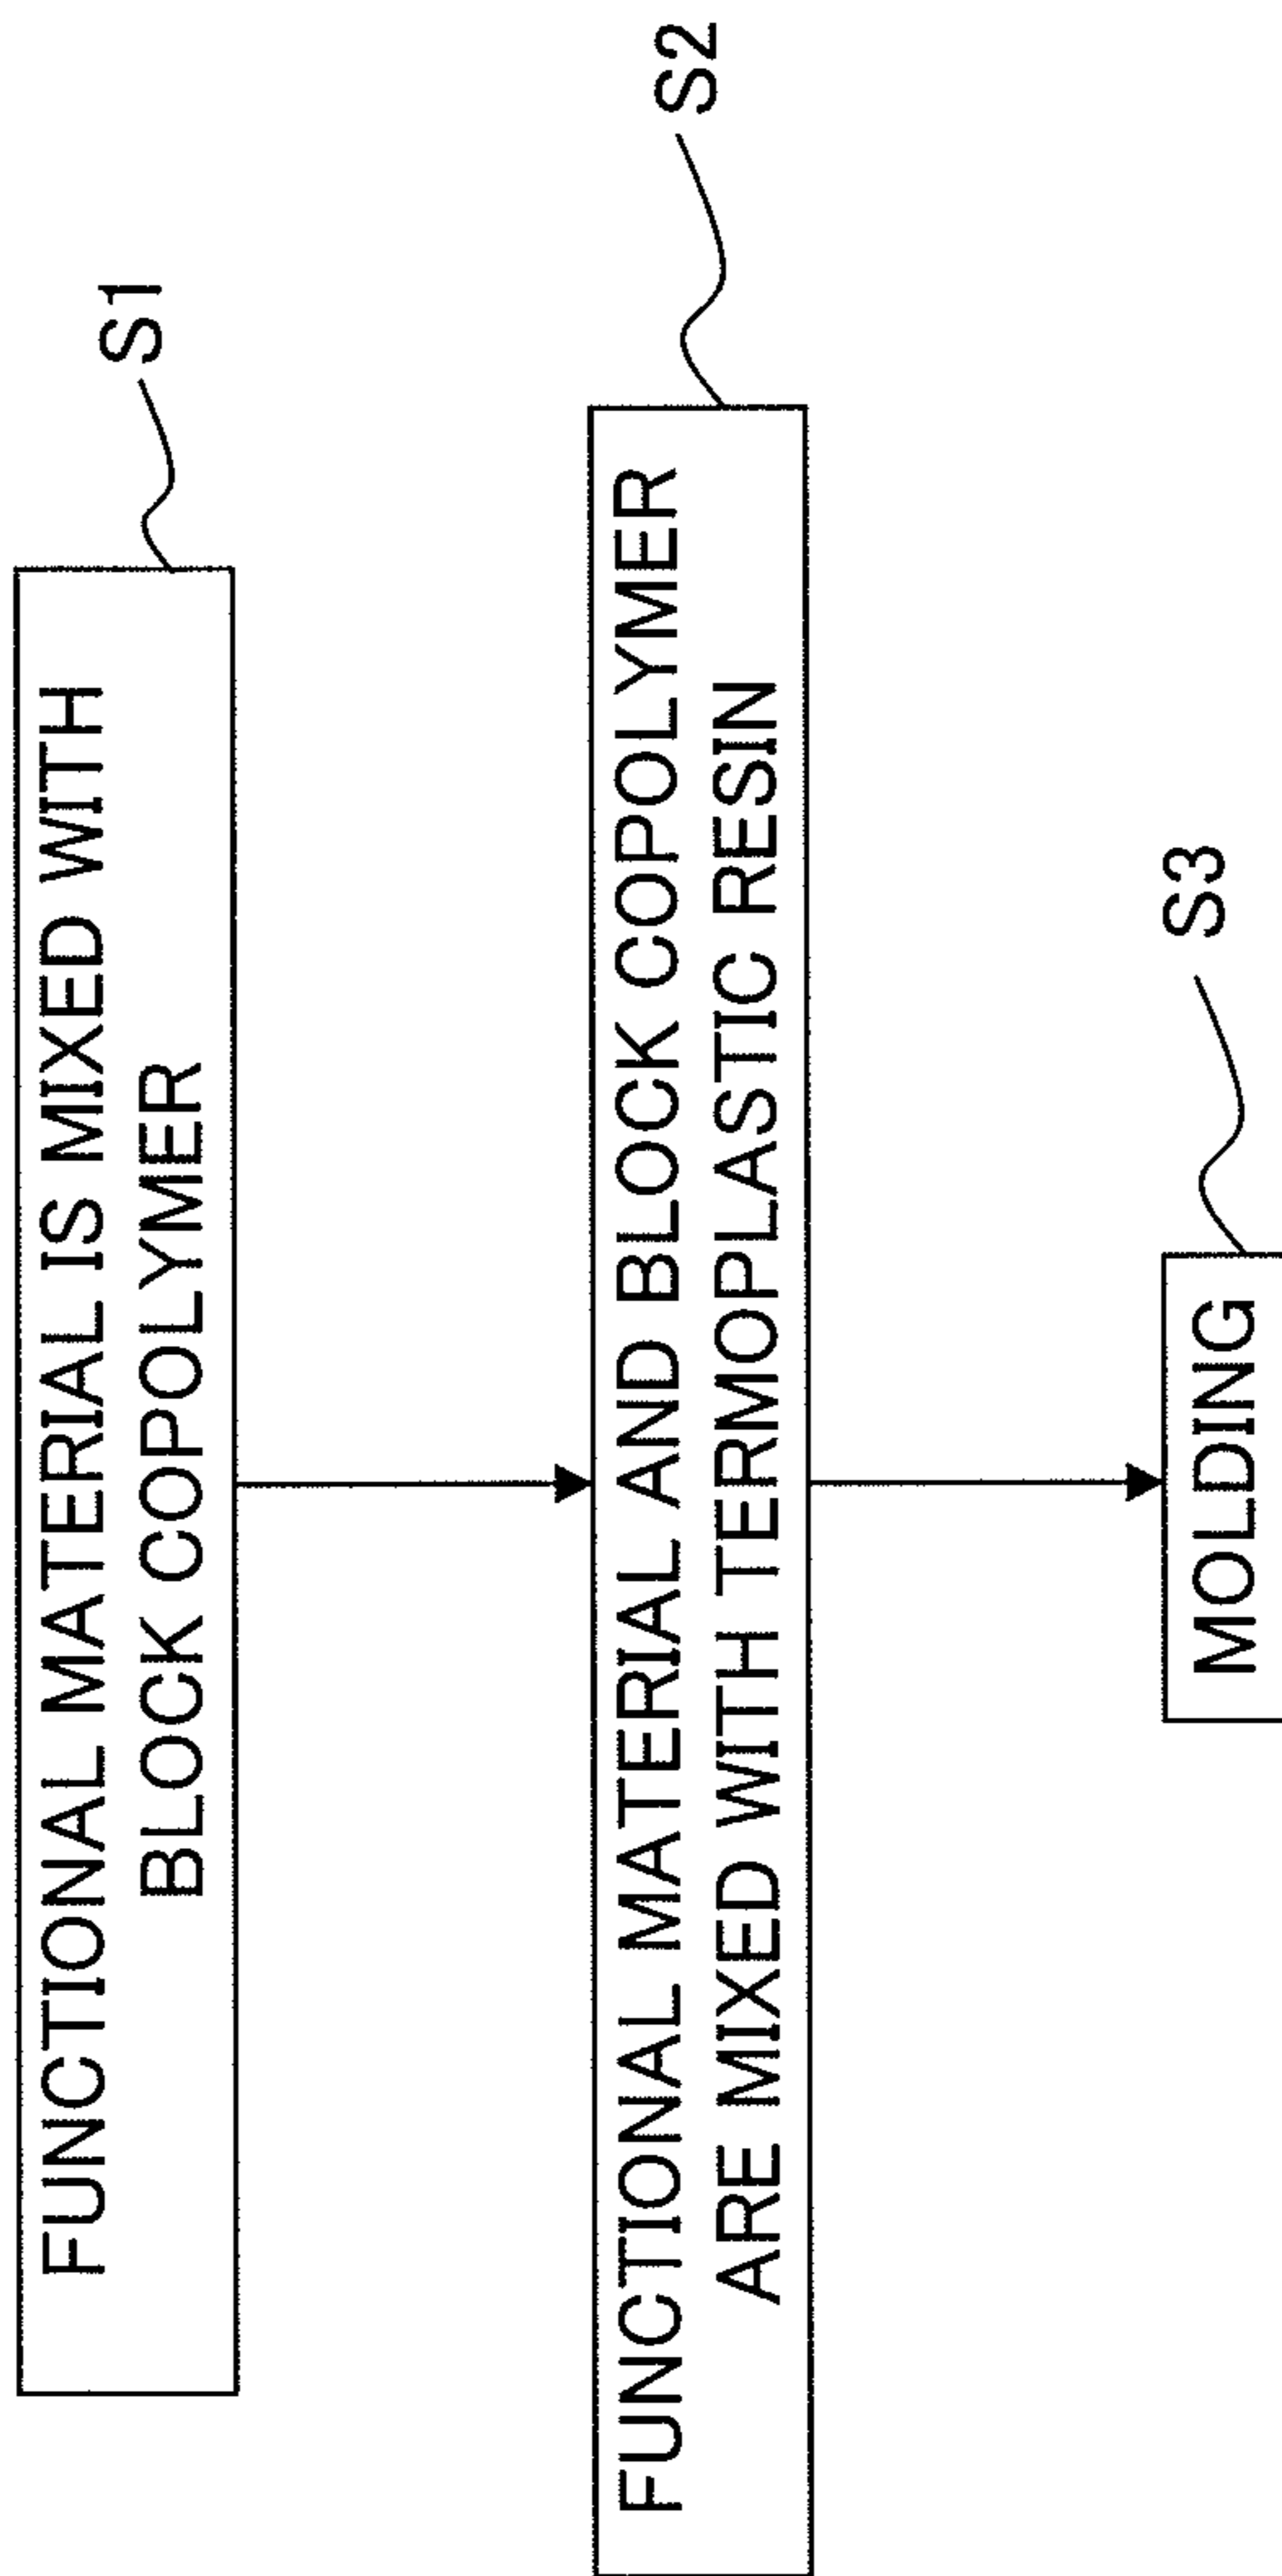 FUNCTIONAL MATERIAL IS MIXED WITH
BLOCK COPOLYMER
S1
FUNCTIONAL MATERIAL AND BLOCK COPOLYMER
ARE MIXED WITH TERMOPLASTIC RESIN
S2
MOLDING
S3